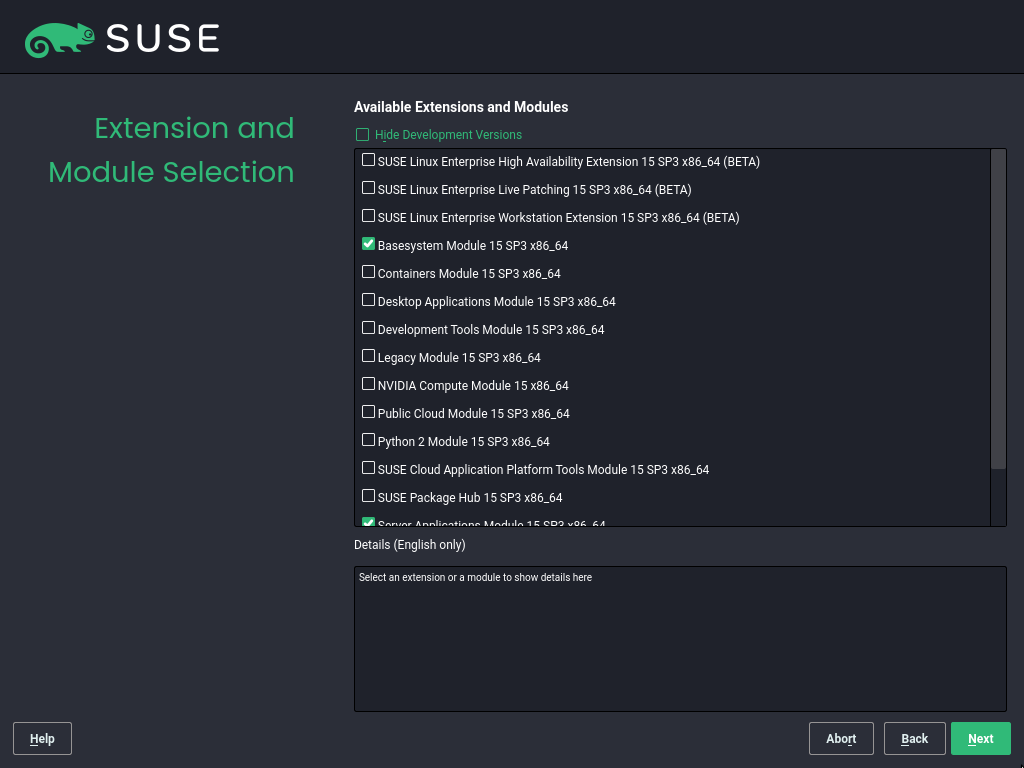 SUSE
Extension and
Module Selection
Available Extensions and Modules
Hide Development Versions
SUSE Linux Enterprise High Availability Extension 15 SP3 x86_64 (BETA)
SUSE Linux Enterprise Live Patching 15 SP3 x86_64 (BETA)
SUSE Linux Enterprise Workstation Extension 15 SP3 x86_64 (BETA)
Basesystem Module 15 SP3 x86_64
Containers Module 15 SP3 x86_64
Desktop Applications Module 15 SP3 x86_64
Development Tools Module 15 SP3 x86_64
Legacy Module 15 SP3 x86_64
NVIDIA Compute Module 15 x86_64
Public Cloud Module 15 SP3 x86_64
Python 2 Module 15 SP3 x86_64
SUSE Cloud Application Platform Tools Module 15 SP3 x86_64
SUSE Package Hub 15 SP3 x86_64
Server Applications Module 15 SP3 x86_64
Details (English only)
Select an extension or a module to show details here
Help
Abort
Back
Next